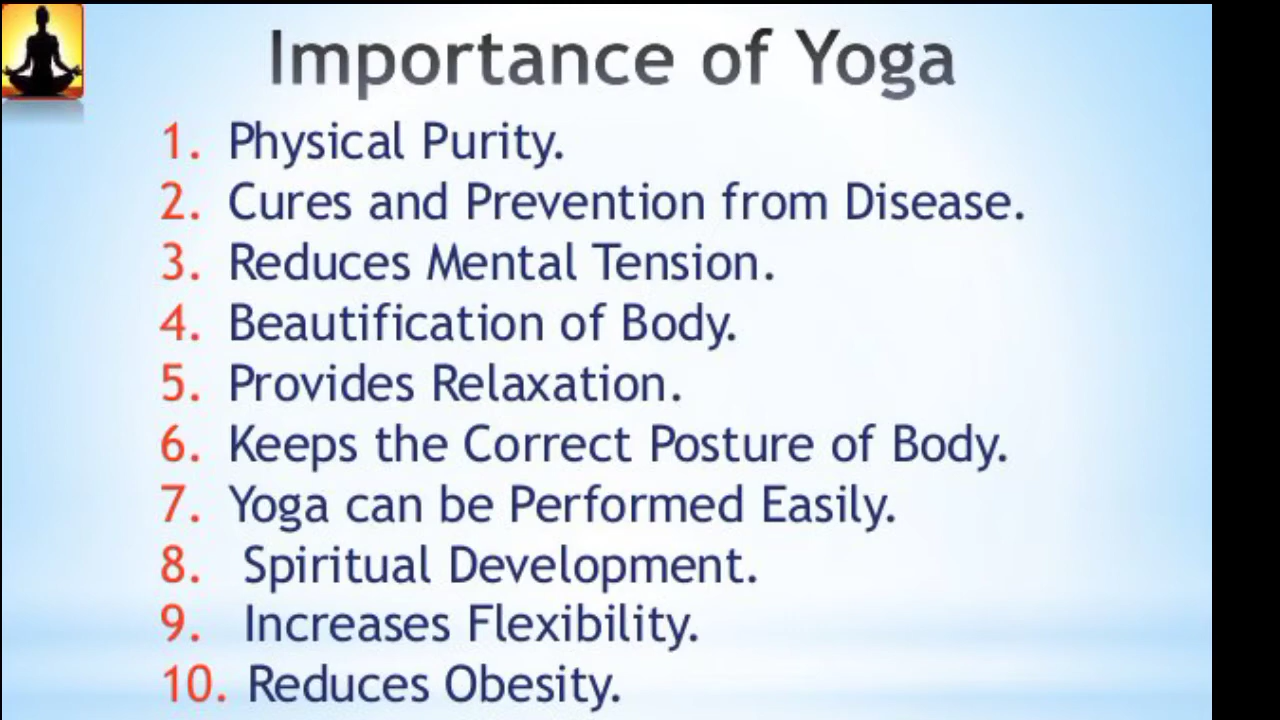 Importance of Yoga
1. Physical Purity.
2. Cures and Prevention from Disease.
3. Reduces Mental Tension.
4. Beautification of Body.
5. Provides Relaxation.
6. Keeps the Correct Posture of Body.
7. Yoga can be Performed Easily.
8. Spiritual Development.
9. Increases Flexibility.
10. Reduces Obesity.